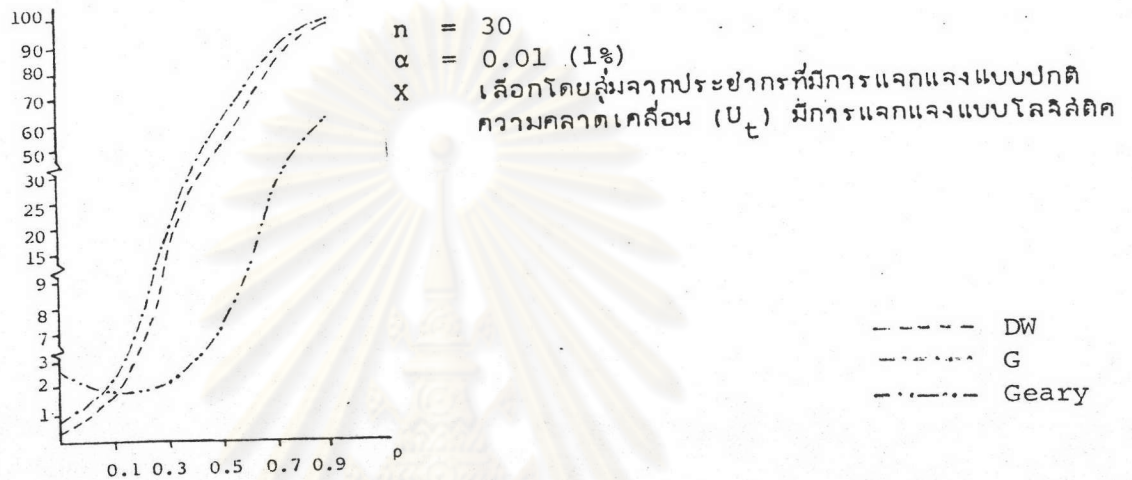 n = 30
α = 0.01 (1%)
X เลือกโดยสุ่มจากประชากรที่มีการแจกแจงแบบปกติ
ความคลาดเคลื่อน (U_t) มีการแจกแจงแบบโลจิสติค
100
90
80
70
60
50
30
25
20
15
9
8
7
3
2
1
0.1 0.3 0.5 0.7 0.9 ρ
DW
G
Geary